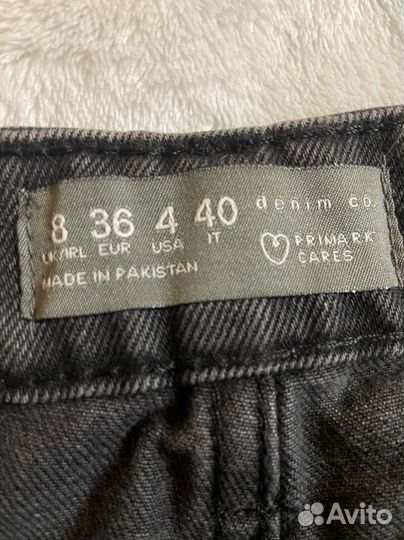 8 36 4 40 denim co.
UK/IRL EUR USA IT PRIMARK
CARES
MADE IN PAKISTAN
Avito